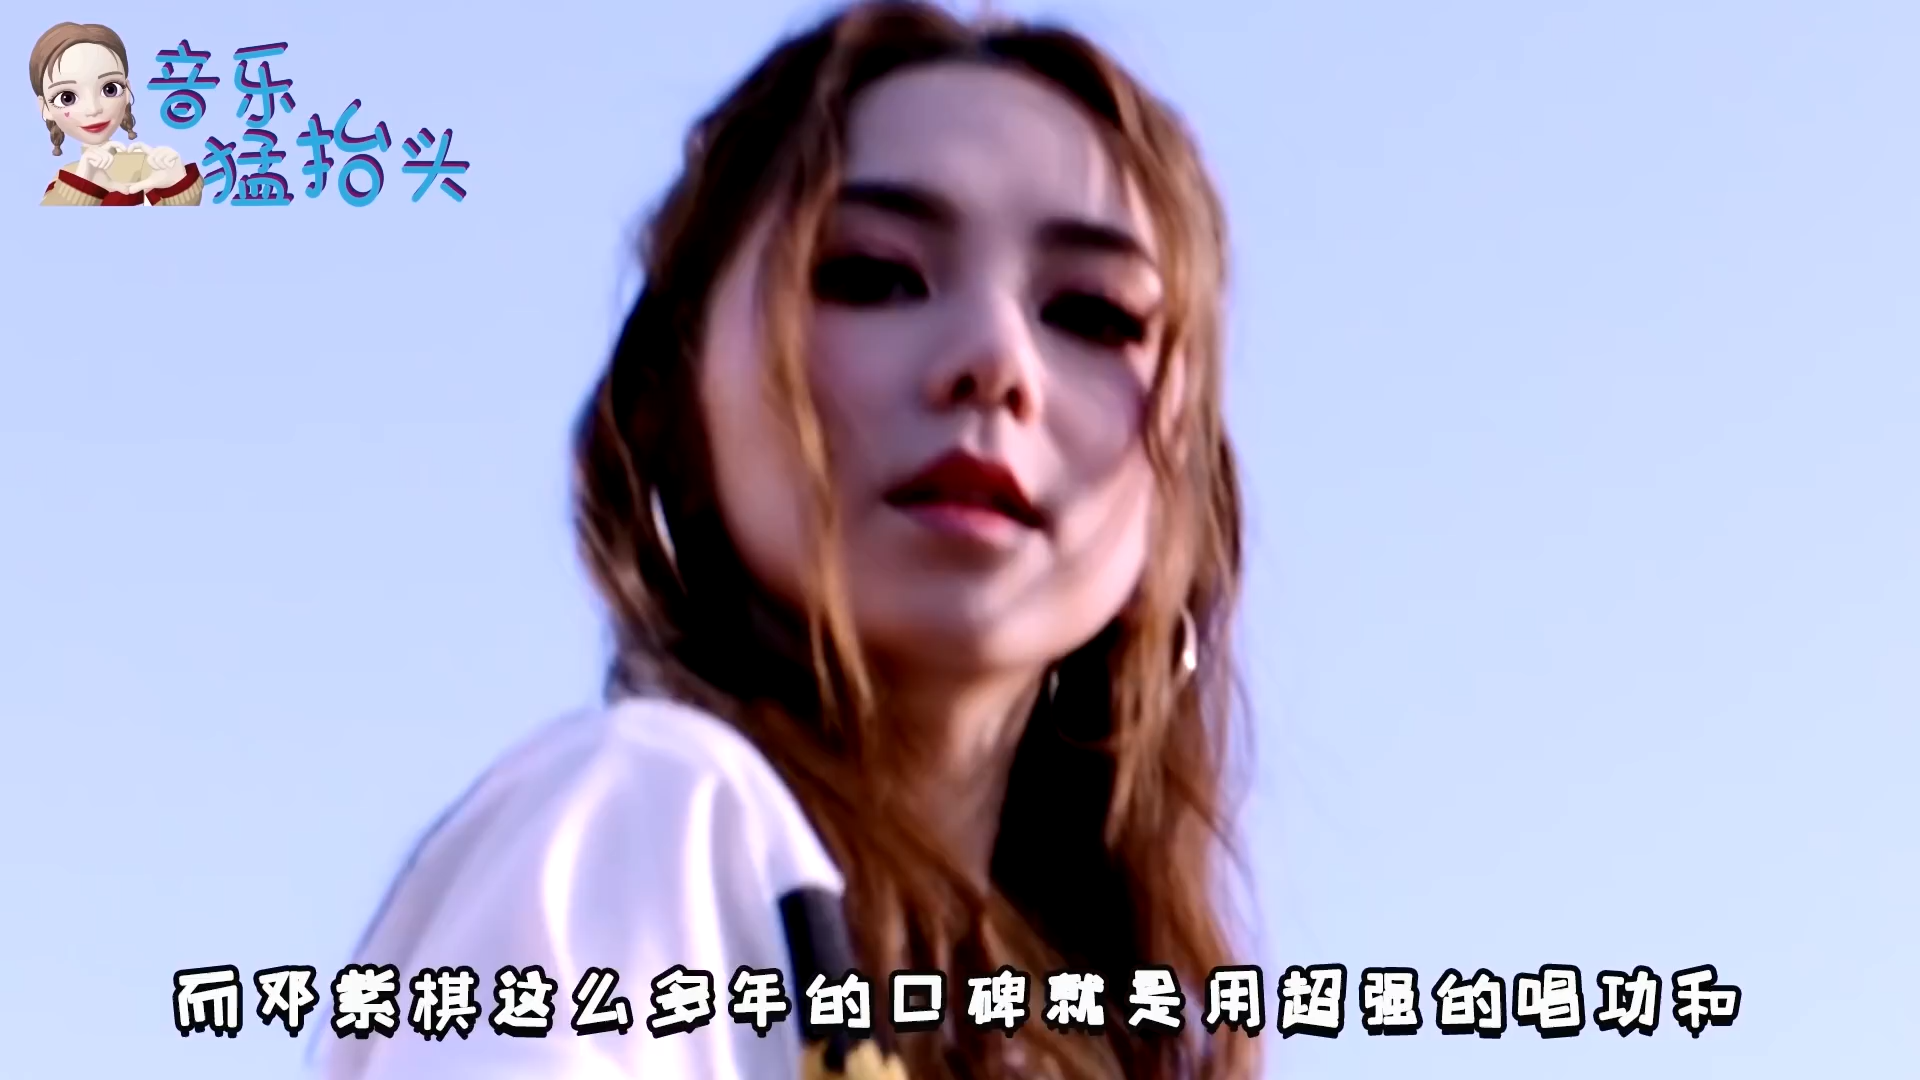 音乐
猛抬头
而邓紫棋这么多年的口碑就是用超强的唱功和